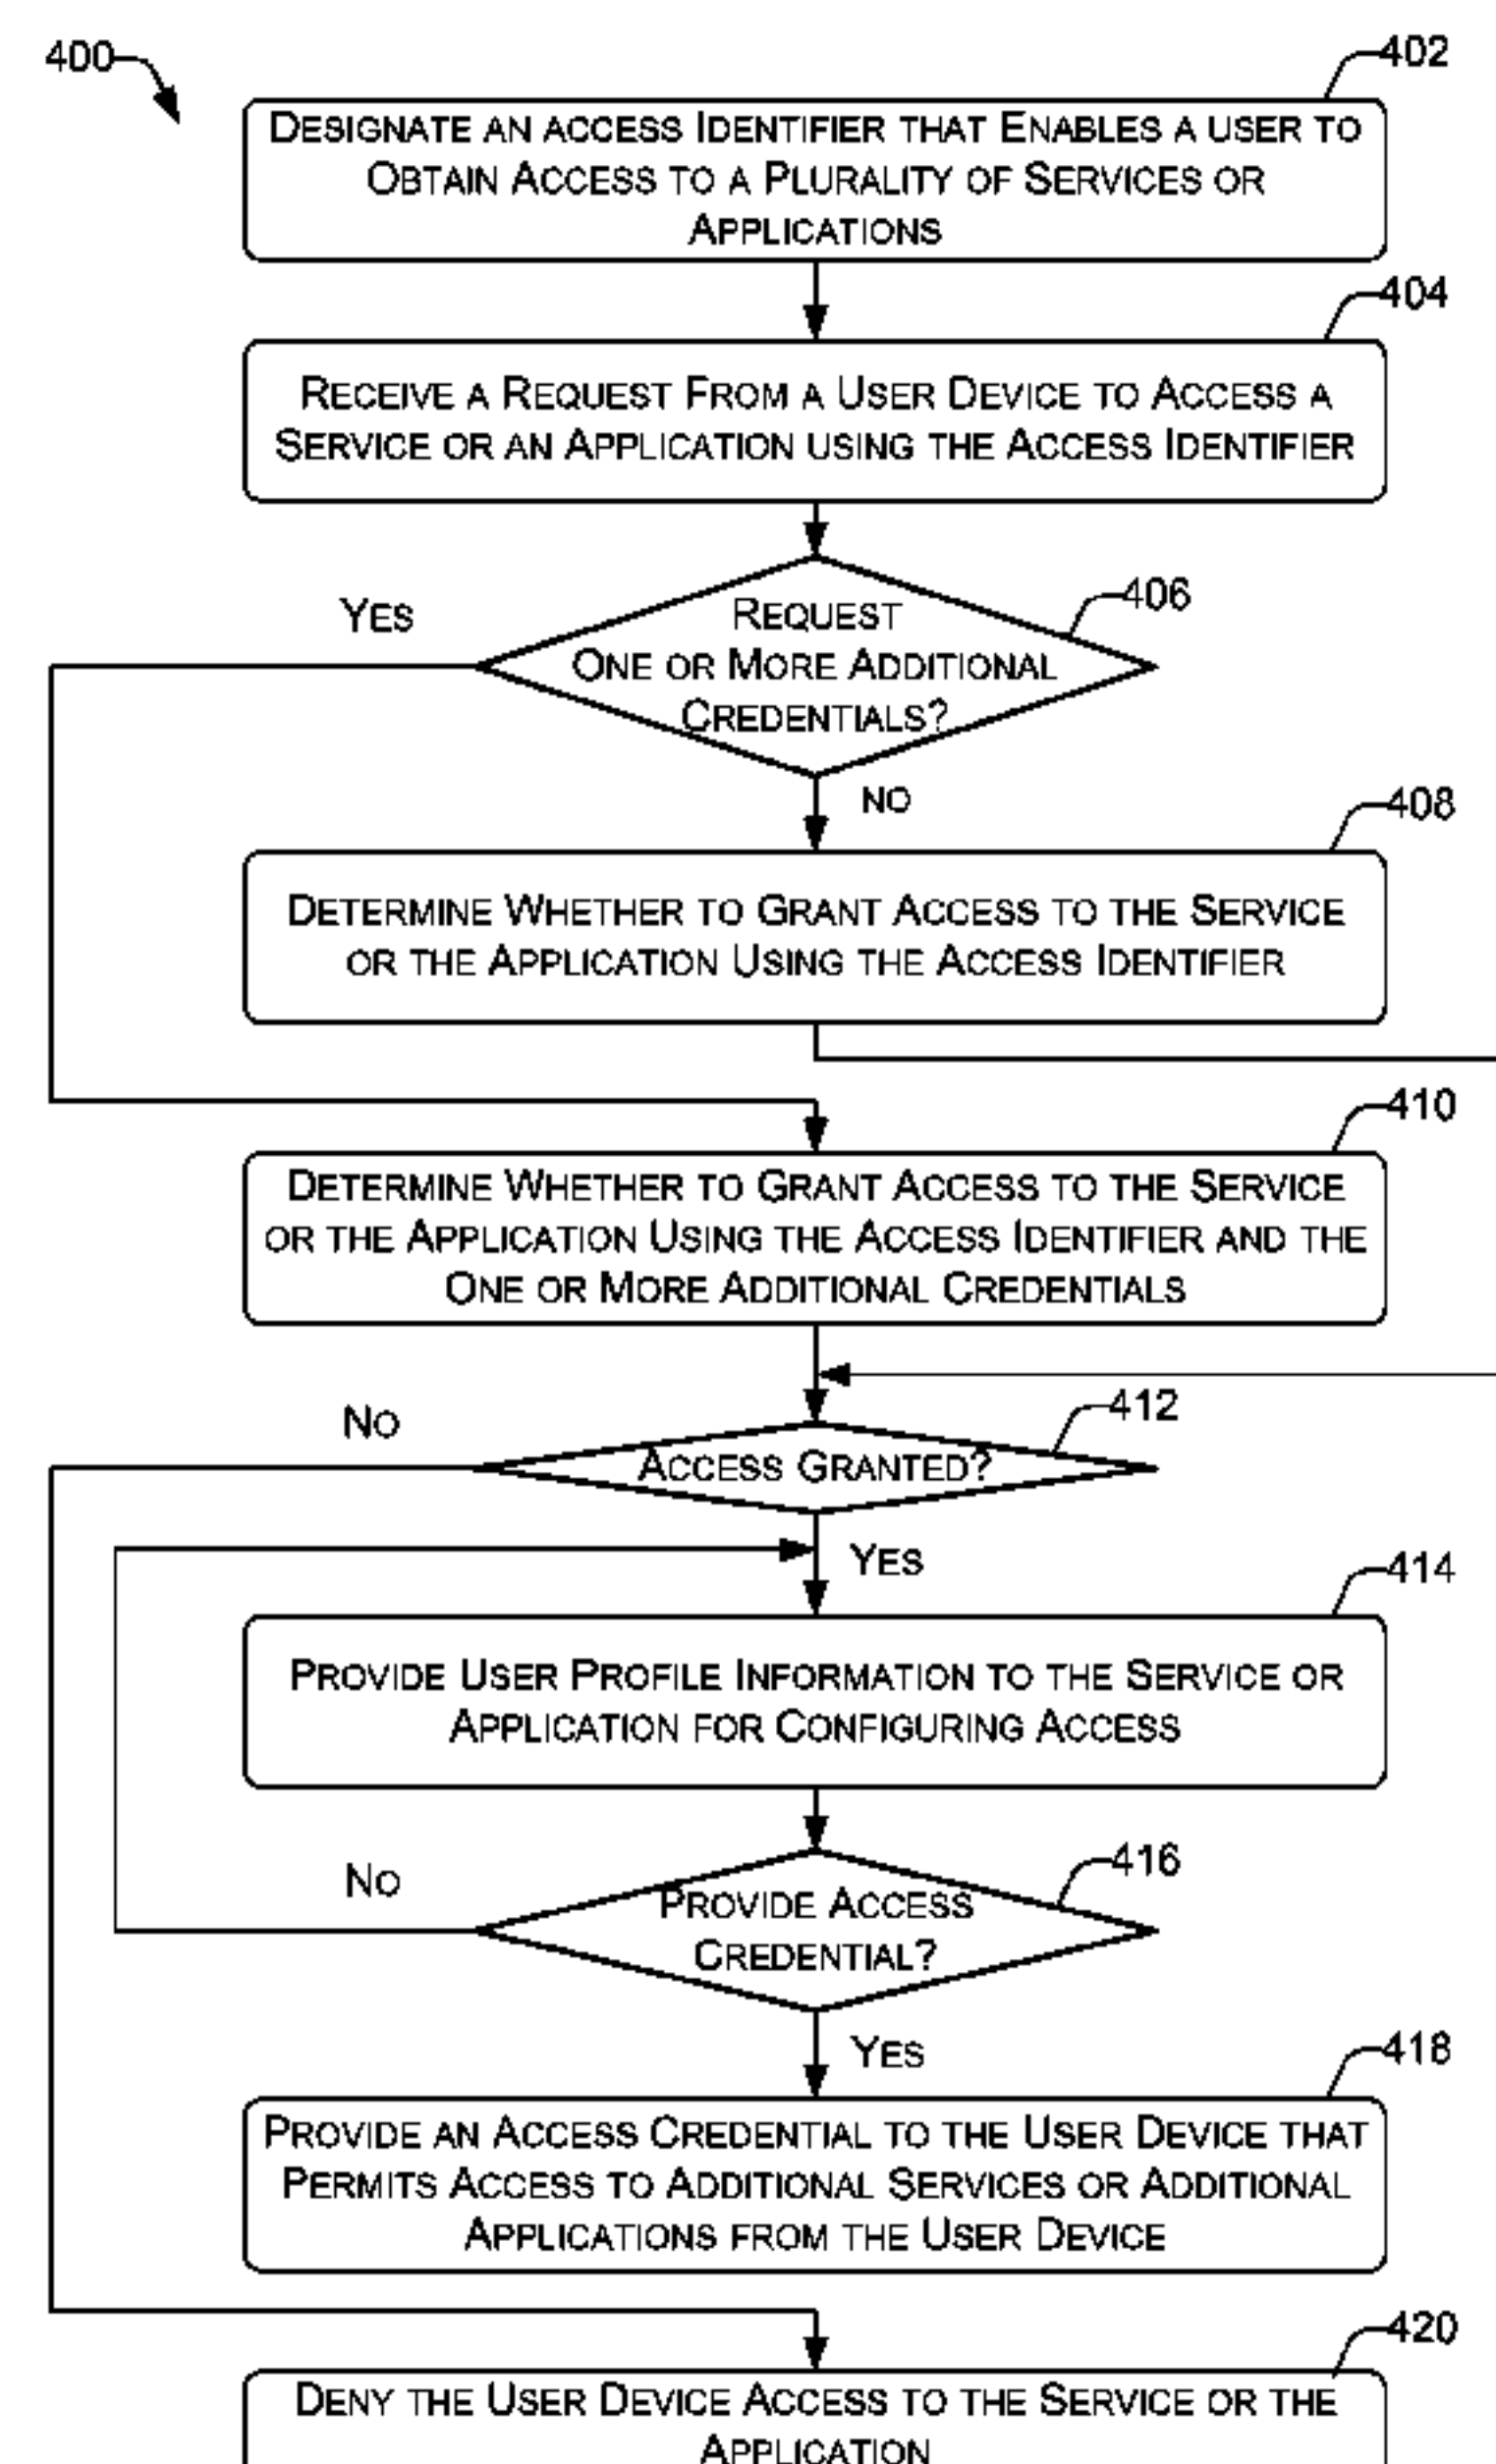 400
402
DESIGNATE AN ACCESS IDENTIFIER THAT ENABLES A USER TO
OBTAIN ACCESS TO A PLURALITY OF SERVICES OR
APPLICATIONS
404
RECEIVE A REQUEST FROM A USER DEVICE TO ACCESS A
SERVICE OR AN APPLICATION USING THE ACCESS IDENTIFIER
406
YES
REQUEST
ONE OR MORE ADDITIONAL
CREDENTIALS?
NO
408
DETERMINE WHETHER TO GRANT ACCESS TO THE SERVICE
OR THE APPLICATION USING THE ACCESS IDENTIFIER
410
DETERMINE WHETHER TO GRANT ACCESS TO THE SERVICE
OR THE APPLICATION USING THE ACCESS IDENTIFIER AND THE
ONE OR MORE ADDITIONAL CREDENTIALS
412
NO
ACCESS GRANTED?
YES
414
PROVIDE USER PROFILE INFORMATION TO THE SERVICE OR
APPLICATION FOR CONFIGURING ACCESS
416
NO
PROVIDE ACCESS
CREDENTIAL?
YES
418
PROVIDE AN ACCESS CREDENTIAL TO THE USER DEVICE THAT
PERMITS ACCESS TO ADDITIONAL SERVICES OR ADDITIONAL
APPLICATIONS FROM THE USER DEVICE
420
DENY THE USER DEVICE ACCESS TO THE SERVICE OR THE
APPLICATION